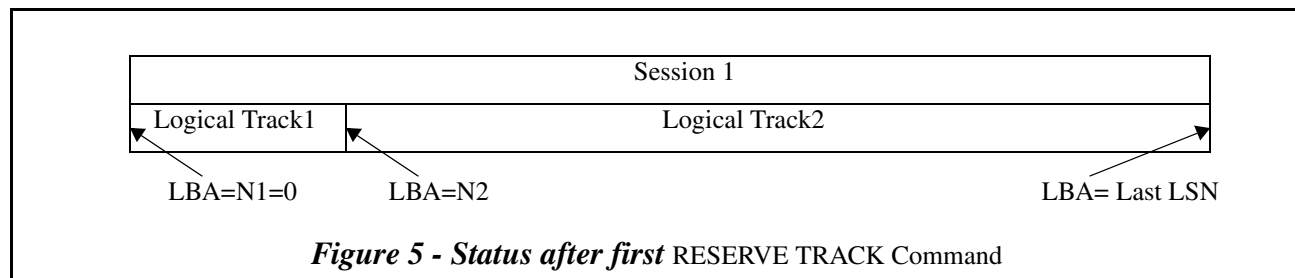 Session 1
Logical Track1 Logical Track2
LBA=N1=0 LBA=N2 LBA= Last LSN
Figure 5 - Status after first RESERVE TRACK Command